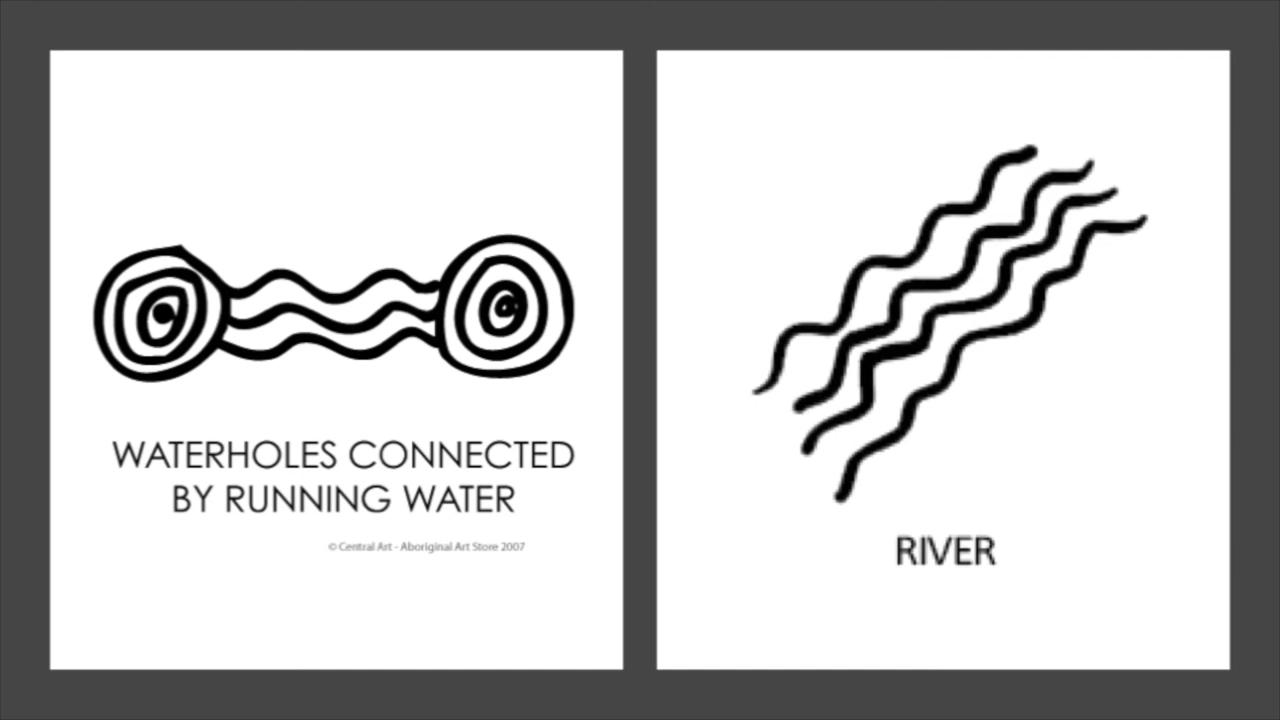 WATERHOLES CONNECTED
BY RUNNING WATER
© Central Art - Aboriginal Art Store 2007
RIVER